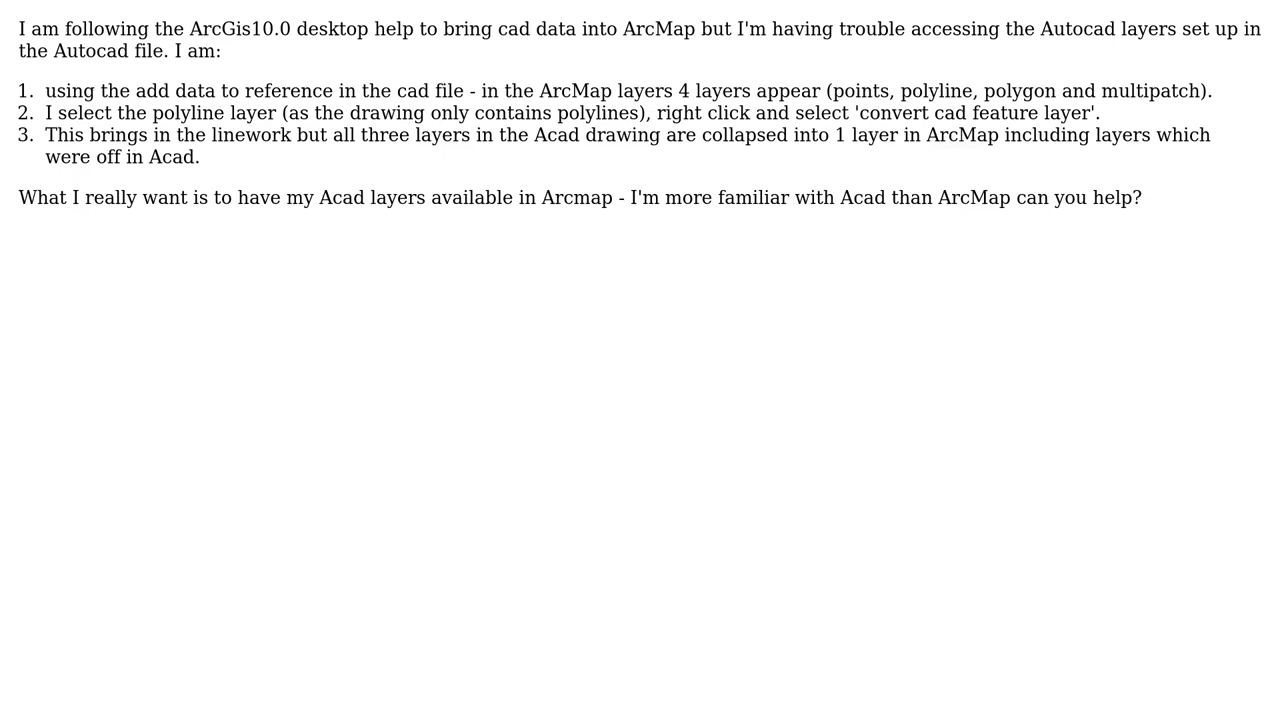 I am following the ArcGis10.0 desktop help to bring cad data into ArcMap but I'm having trouble accessing the Autocad layers set up in
the Autocad file. I am:
1. using the add data to reference in the cad file - in the ArcMap layers 4 layers appear (points, polyline, polygon and multipatch).
2. I select the polyline layer (as the drawing only contains polylines), right click and select 'convert cad feature layer'.
3. This brings in the linework but all three layers in the Acad drawing are collapsed into 1 layer in ArcMap including layers which
were off in Acad.
What I really want is to have my Acad layers available in Arcmap - I'm more familiar with Acad than ArcMap can you help?